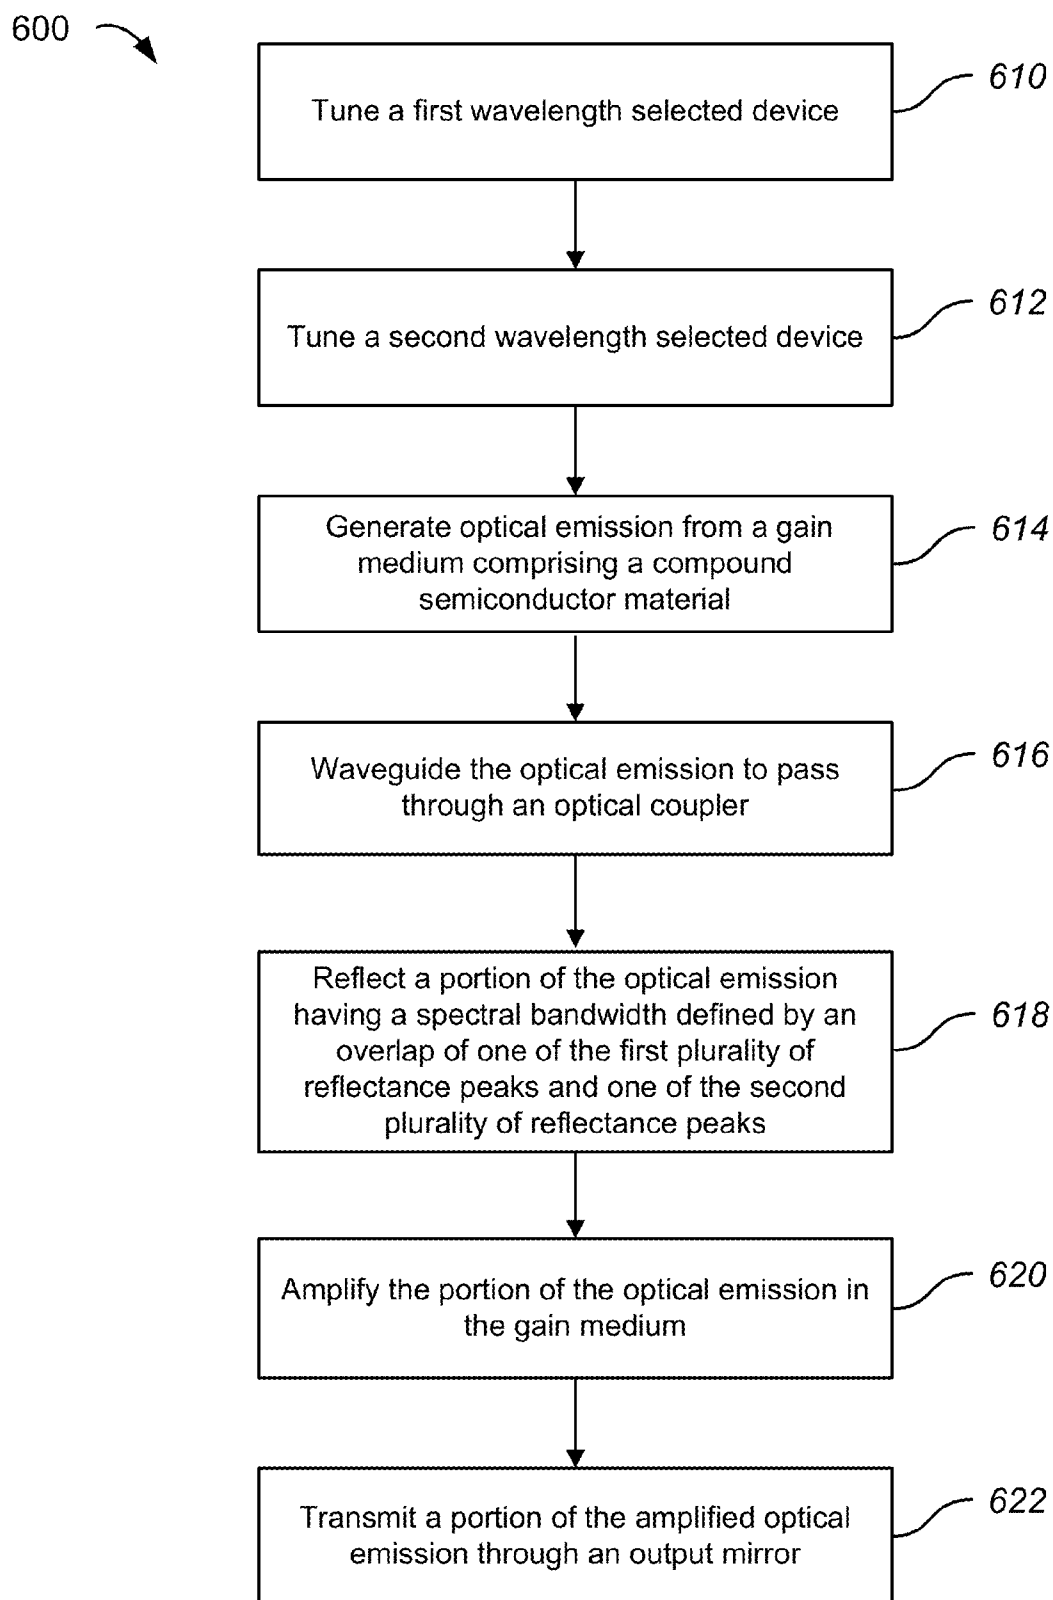 600
610
Tune a first wavelength selected device
612
Tune a second wavelength selected device
614
Generate optical emission from a gain
medium comprising a compound
semiconductor material
616
Waveguide the optical emission to pass
through an optical coupler
618
Reflect a portion of the optical emission
having a spectral bandwidth defined by an
overlap of one of the first plurality of
reflectance peaks and one of the second
plurality of reflectance peaks
620
Amplify the portion of the optical emission in
the gain medium
622
Transmit a portion of the amplified optical
emission through an output mirror